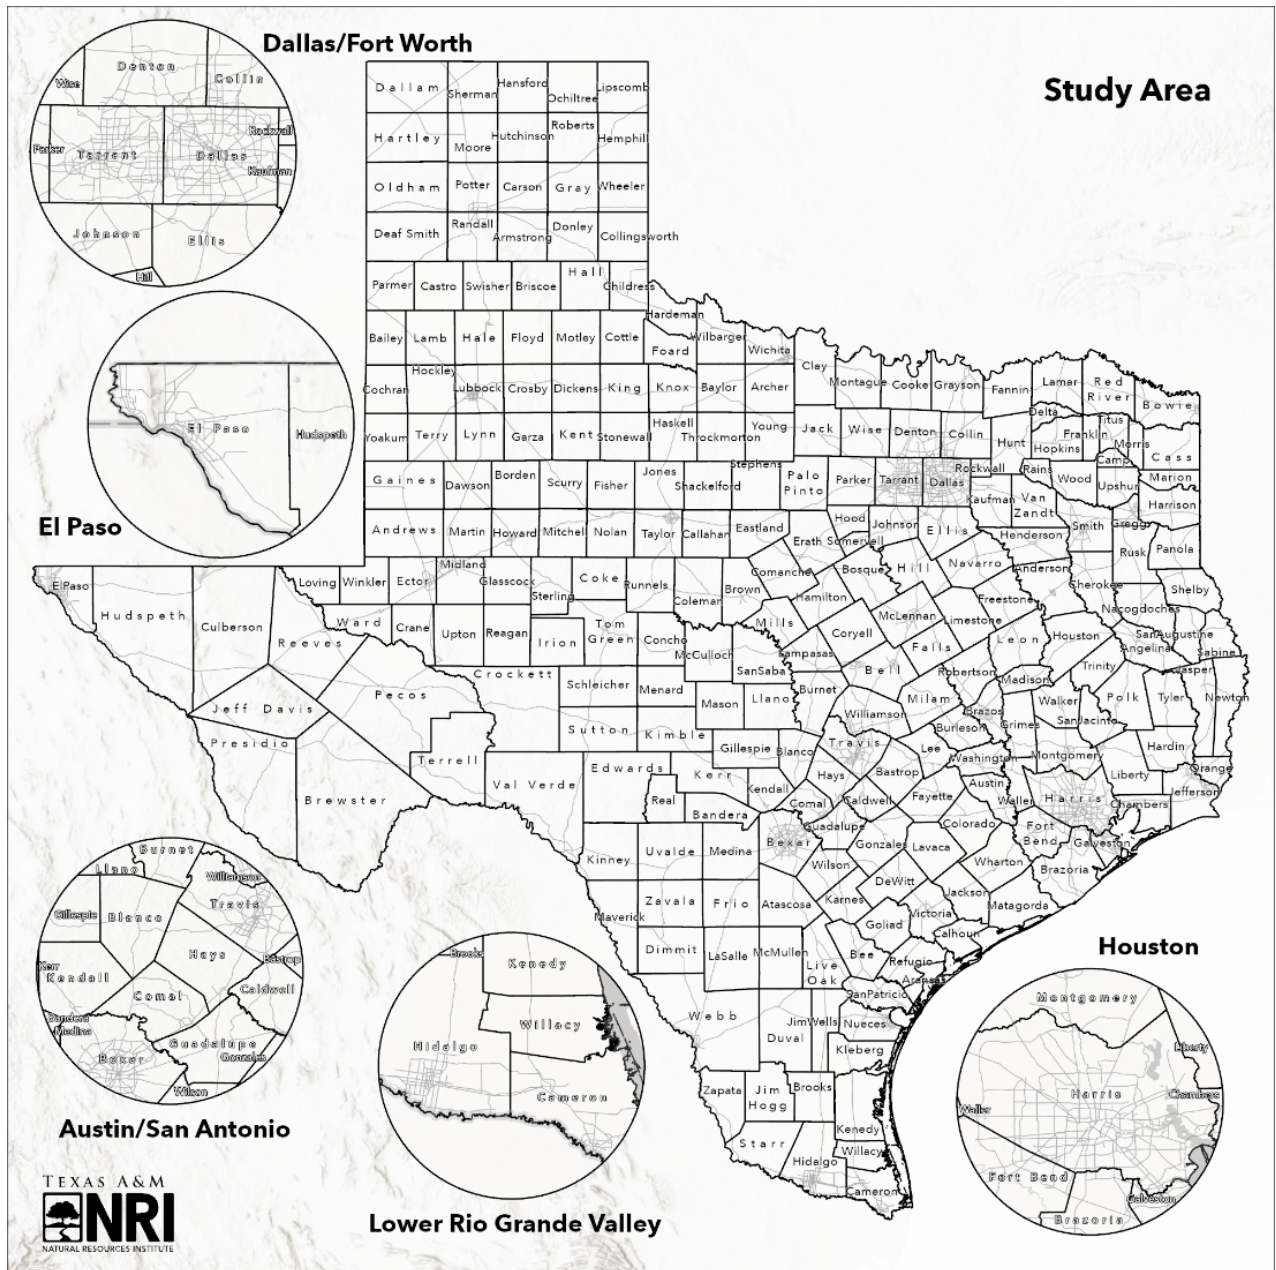 Dallas/Fort Worth
Study Area
Denton
Collin
Wise
Rockwall
Parker
Tarrant
Dallas
Kaufman
Johnson
Ellis
Hill
El Paso
Hudspeth
El Paso
Dallam
Sherman
Hansford
Ochiltree
Lipscomb
Hartley
Moore
Hutchinson
Roberts
Hemphill
Oldham
Potter
Carson
Gray
Wheeler
Deaf Smith
Randall
Armstrong
Donley
Collingsworth
Parmer
Castro
Swisher
Briscoe
Hall
Childress
Hardeman
Bailey
Lamb
Hale
Floyd
Motley
Cottle
Foard
Wilbarger
Wichita
Clay
Montague
Cooke
Grayson
Fannin
Lamar
Red
River
Bowie
Cochran
Hockley
Lubbock
Crosby
Dickens
King
Knox
Baylor
Archer
Delta
Titus
Franklin
Morris
Yoakum
Terry
Lynn
Garza
Kent
Stonewall
Haskell
Throckmorton
Young
Jack
Wise
Denton
Collin
Hunt
Hopkins
Camp
Cass
Gaines
Dawson
Borden
Scurry
Fisher
Jones
Shackelford
Stephens
Palo
Pinto
Parker
Tarrant
Dallas
Rockwall
Rains
Wood
Upshur
Marion
Harrison
Kaufman
Van
Zandt
Andrews
Martin
Howard
Mitchell
Nolan
Taylor
Callahan
Eastland
Erath
Hood
Somervell
Johnson
Ellis
Henderson
Smith
Gregg
Rusk
Panola
El Paso
Hudspeth
Culberson
Reeves
Loving
Winkler
Ector
Midland
Glasscock
Sterling
Coke
Runnels
Coleman
Brown
Comanche
Bosque
Hill
Navarro
Anderson
Cherokee
Shelby
Hamilton
Freestone
Nacogdoches
Ward
Crane
Upton
Reagan
Irion
Tom
Green
Concho
McCulloch
SanSaba
Mills
Lampasas
Coryell
McLennan
Limestone
Falls
Leon
Houston
SanAugustine
Angelina
Sabine
Jeff Davis
Pecos
Crockett
Schleicher
Menard
Mason
Llano
Burnet
Bell
Robertson
Madison
Trinity
Jasper
Milam
Walker
Polk
Tyler
Newton
Presidio
Brewster
Terrell
Val Verde
Sutton
Kimble
Gillespie
Blanco
Williamson
Travis
Brazos
Burleson
Grimes
SanJacinto
Lee
Washington
Montgomery
Hardin
Liberty
Orange
Jefferson
Edwards
Kerr
Kendall
Hays
Bastrop
Austin
Real
Bandera
Comal
Caldwell
Fayette
Waller
Harris
Chambers
Kinney
Uvalde
Medina
Bexar
Guadalupe
Gonzales
Lavaca
Colorado
Fort
Bend
Galveston
Wilson
Wharton
Brazoria
Maverick
Zavala
Frio
Atascosa
Karnes
DeWitt
Jackson
Matagorda
Victoria
Goliad
Calhoun
Dimmit
LaSalle
McMullen
Live
Oak
Bee
Refugio
Aransas
SanPatricio
Webb
Duval
JimWells
Nueces
Kleberg
Zapata
Jim
Hogg
Brooks
Kenedy
Starr
Hidalgo
Willacy
Cameron
Burnet
Llano
Williamson
Travis
Gillespie
Blanco
Hays
Bastrop
Kerr
Kendall
Comal
Caldwell
Bandera
Medina
Guadalupe
Bexar
Gonzales
Wilson
Austin/San Antonio
Brooks
Kenedy
Willacy
Hidalgo
Cameron
Lower Rio Grande Valley
Houston
Montgomery
Liberty
Harris
Chambers
Waller
Fort Bend
Galveston
Brazoria
TEXAS A&M
NRI
NATURAL RESOURCES INSTITUTE